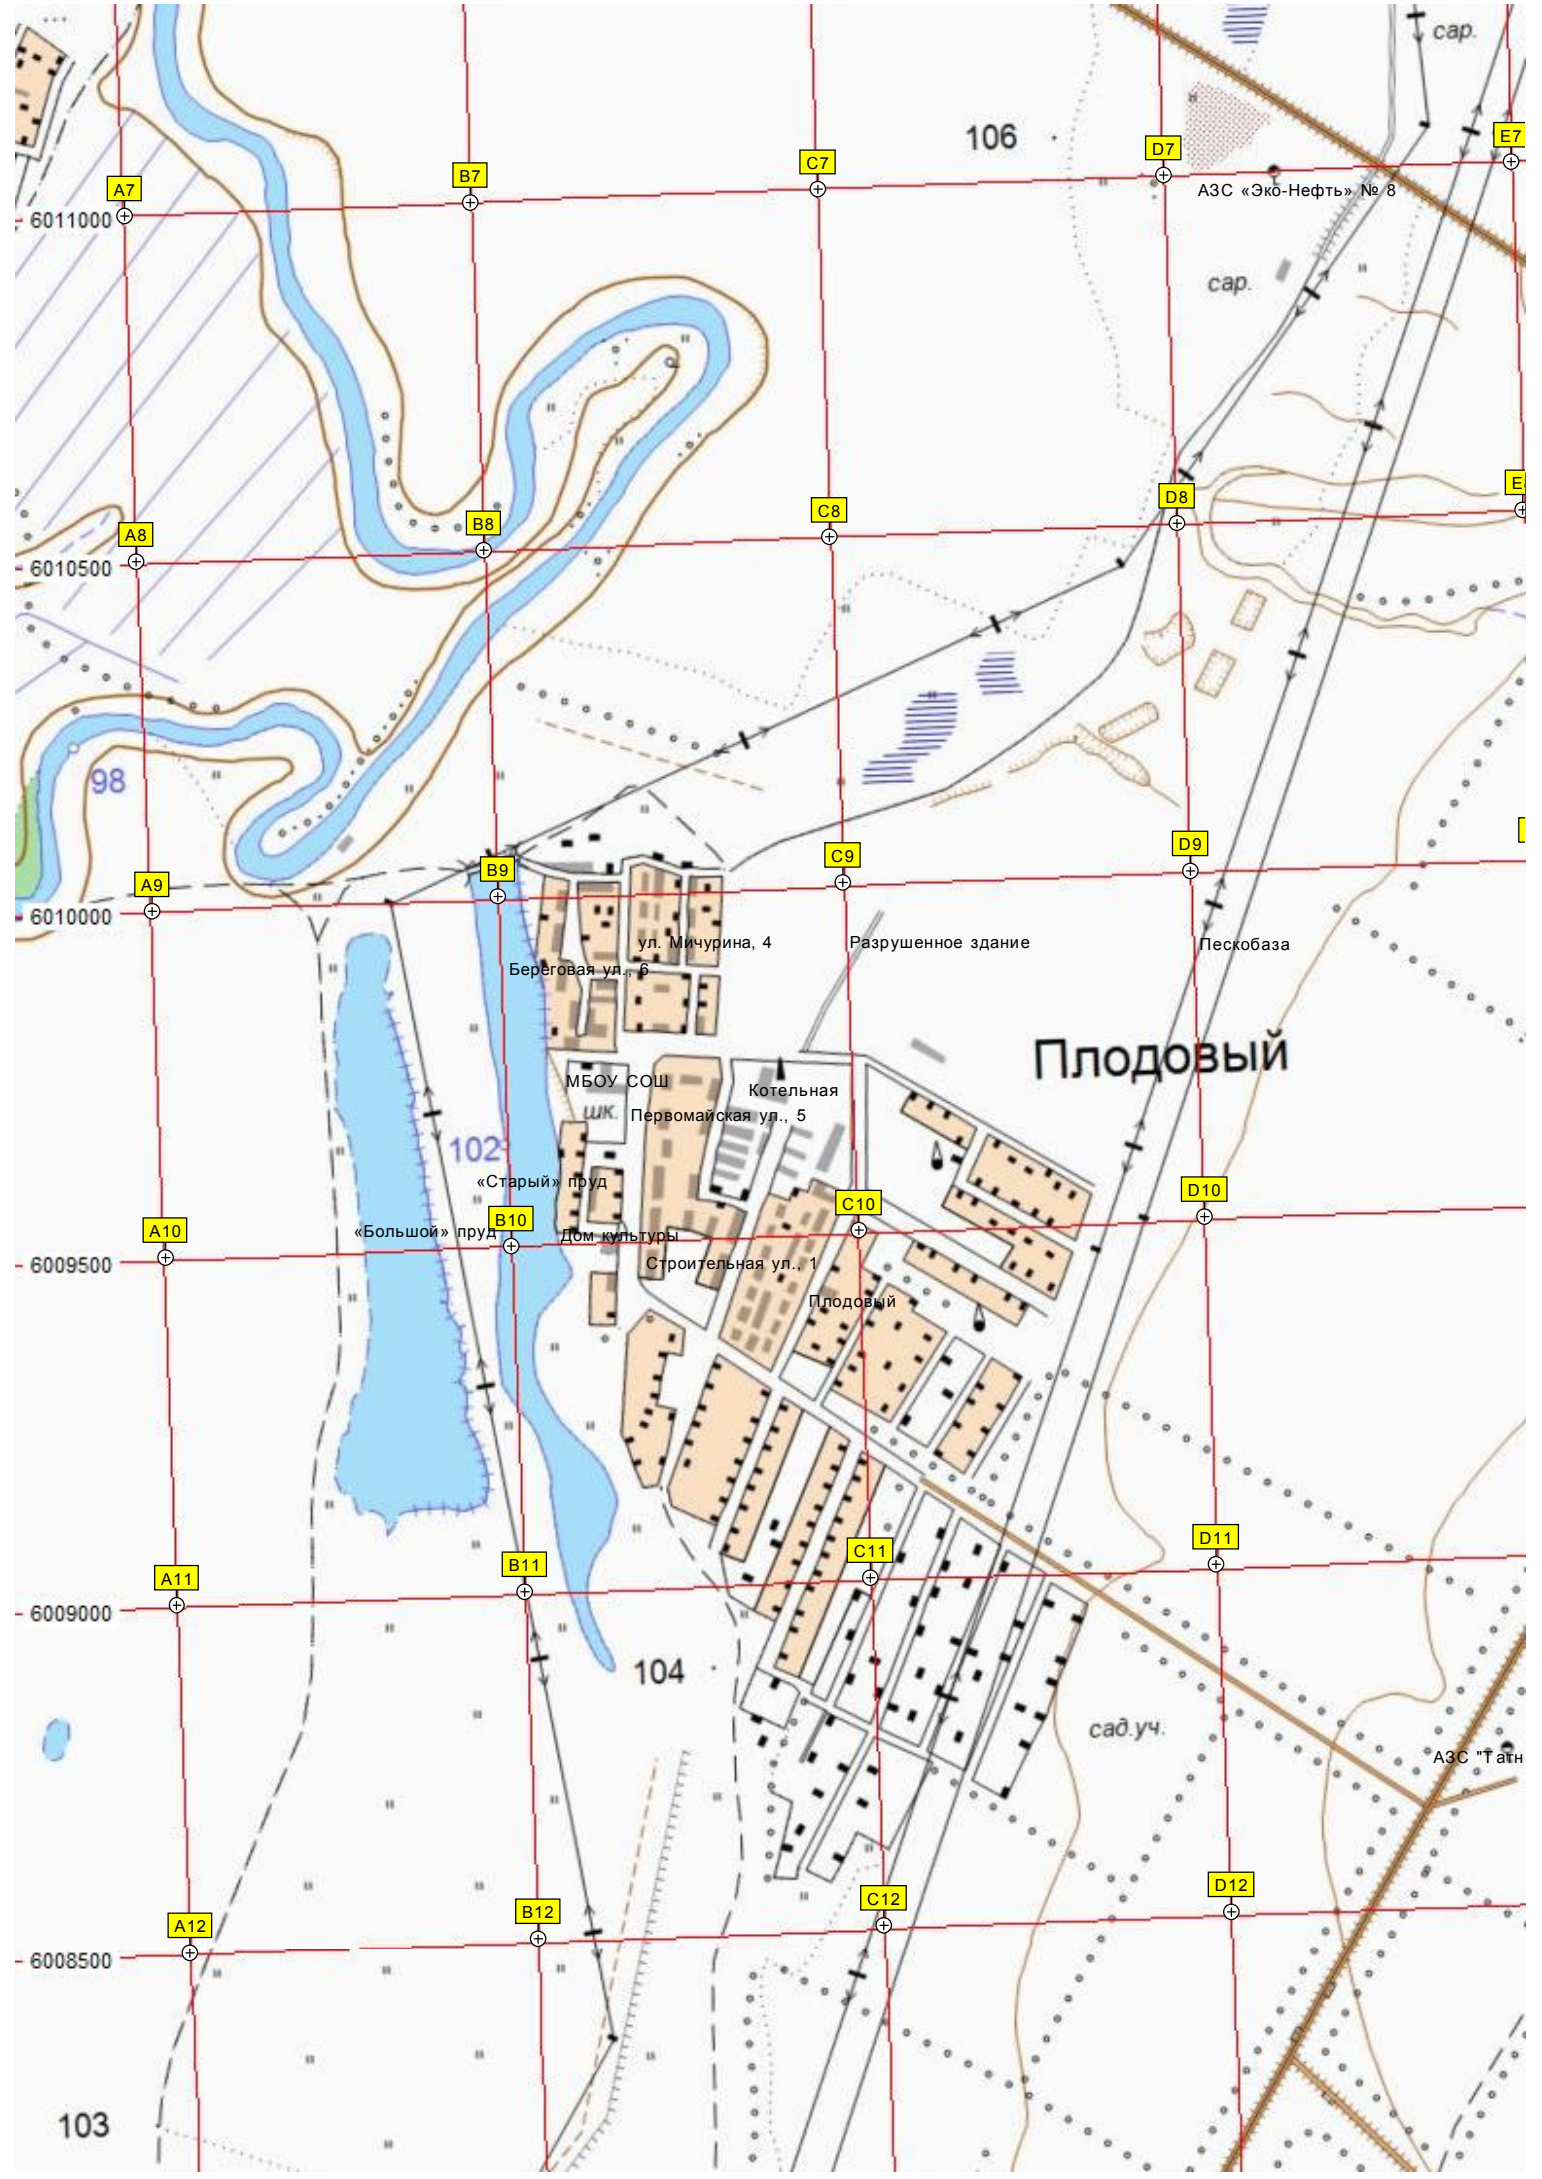 сар.
106
E7
D7
C7
B7
A7
н
АЗС «Эко-Нефть» № 8
6011000
сар.
E
D8
C8
B8
A8
6010500
98
D9
C9
B9
A9
6010000
ул. Мичурина, 4
Разрушенное здание
Пескобаза
Береговая ул., 6
Плодовый
МБОУ СОШ
Котельная
шк.
Первомайская ул., 5
102
«Старый» пруд
D10
C10
B10
A10
«Большой» пруд
Дом культуры
6009500
Строительная ул., 1
Плодовый
D11
C11
B11
A11
6009000
104
сад.уч.
АЗС "Татн
D12
C12
B12
A12
6008500
103